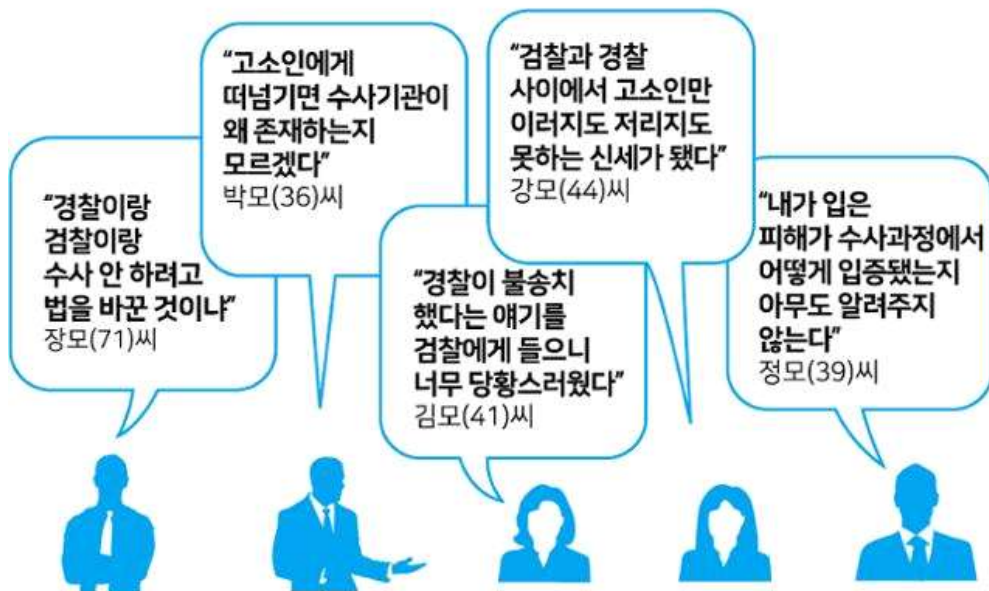 “경찰이랑
검찰이랑
수사 안 하려고
법을 바꾼 것이냐”
장모(71)씨
“고소인에게
떠넘기면 수사기관이
왜 존재하는지
모르겠다”
박모(36)씨
“경찰이 불송치
했다는 얘기를
검찰에게 들으니
너무 당황스러웠다”
김모(41)씨
“검찰과 경찰
사이에서 고소인만
이러지도 저리지도
못하는 신세가 됐다”
강모(44)씨
“내가 입은
피해가 수사과정에서
어떻게 입증됐는지
아무도 알려주지
않는다”
정모(39)씨